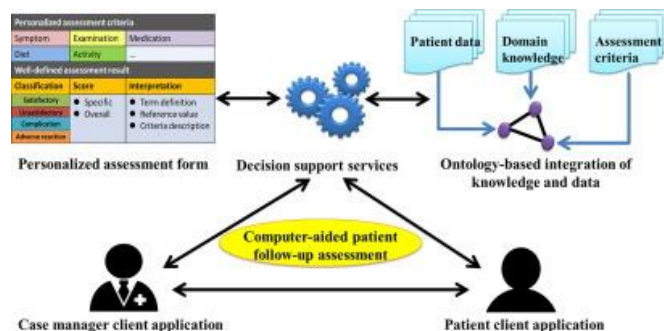 Personalized assessment criteria
Symptom Examination Medication
Diet Activity ...
Well-defined assessment result
Classification Score Interpretation
Satisfactory
Unsatisfactory
Complication
Adverse reaction
● Specific
● Overall
● Term definition
● Reference value
● Criteria description
Personalized assessment form
Decision support services
Patient data
Domain
knowledge
Assessment
criteria
Ontology-based integration of
knowledge and data
Computer-aided patient
follow-up assessment
Case manager client application
Patient client application